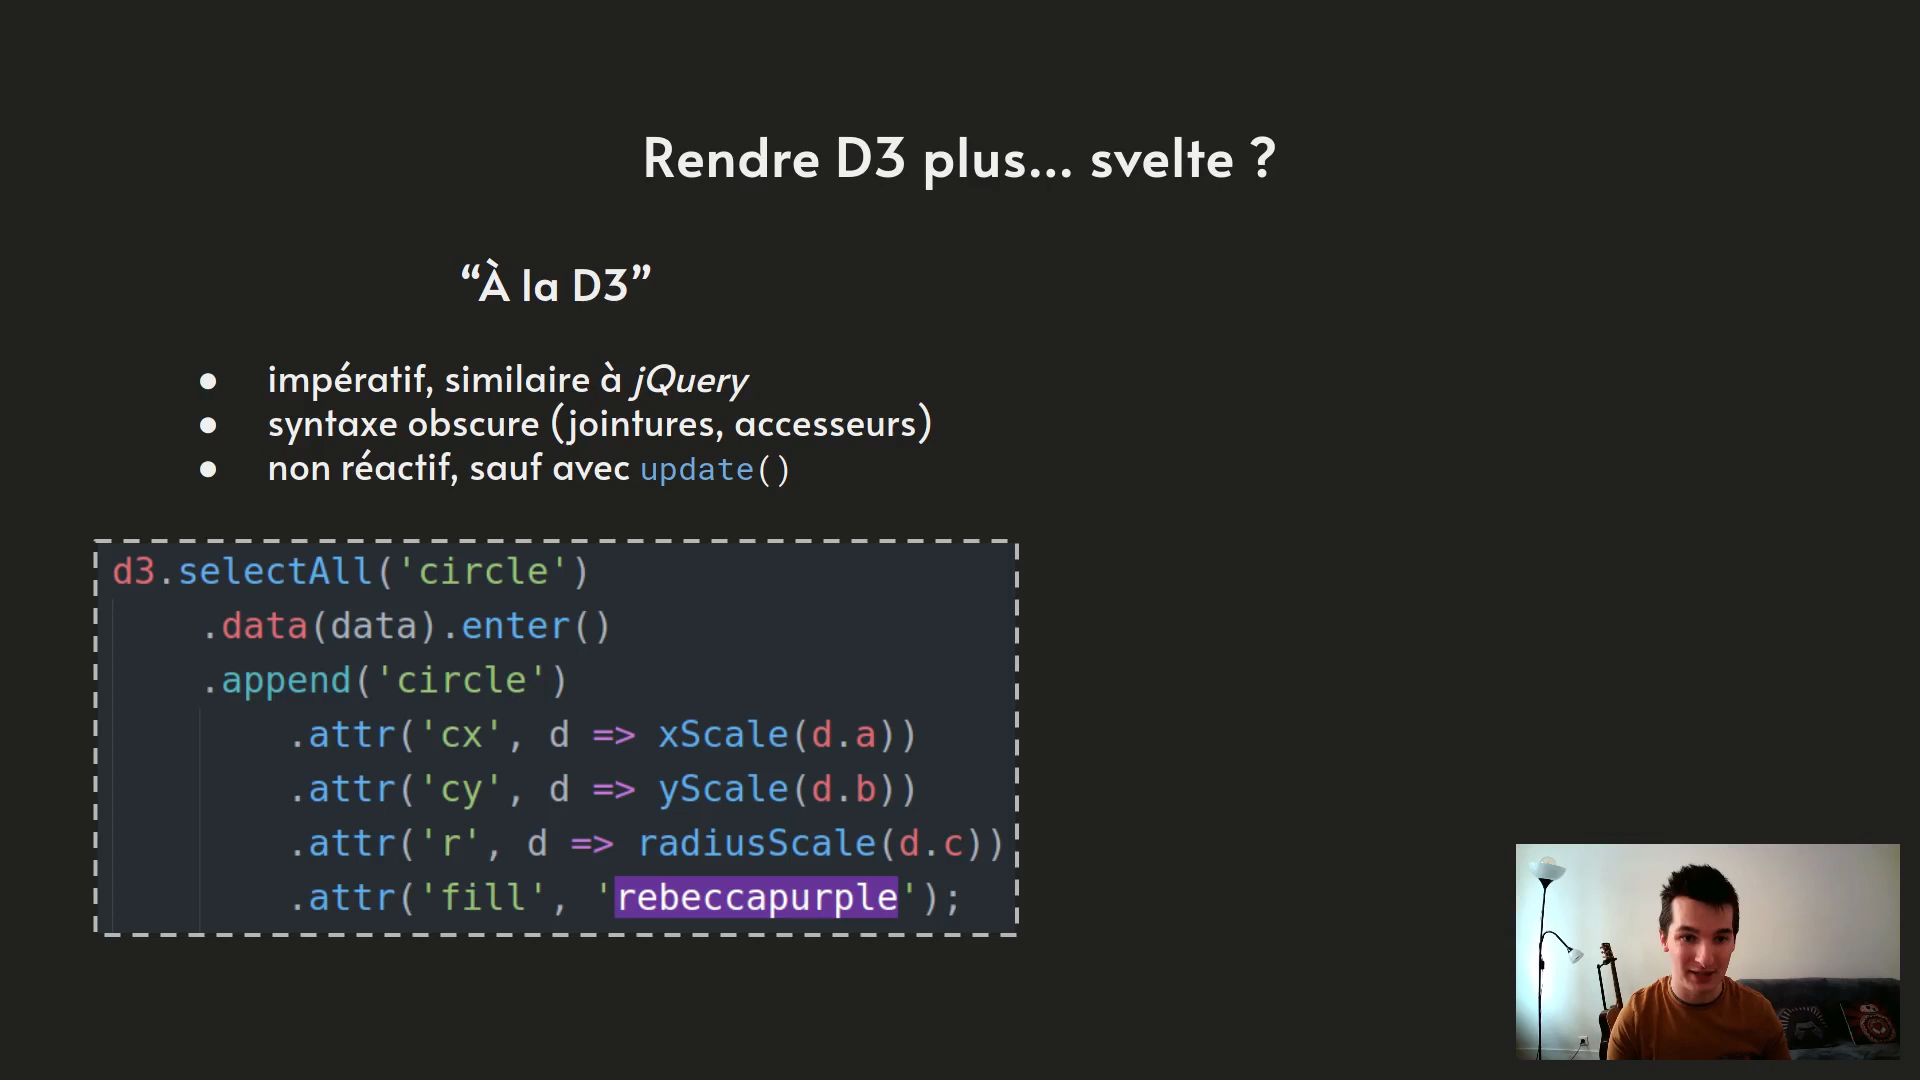 Rendre D3 plus... svelte ?
“À la D3”
● impératif, similaire à jQuery
● syntaxe obscure (jointures, accesseurs)
● non réactif, sauf avec update()
d3.selectAll('circle')
.data(data).enter()
.append('circle')
.attr('cx', d => xScale(d.a))
.attr('cy', d => yScale(d.b))
.attr('r', d => radiusScale(d.c))
.attr('fill', 'rebeccapurple');